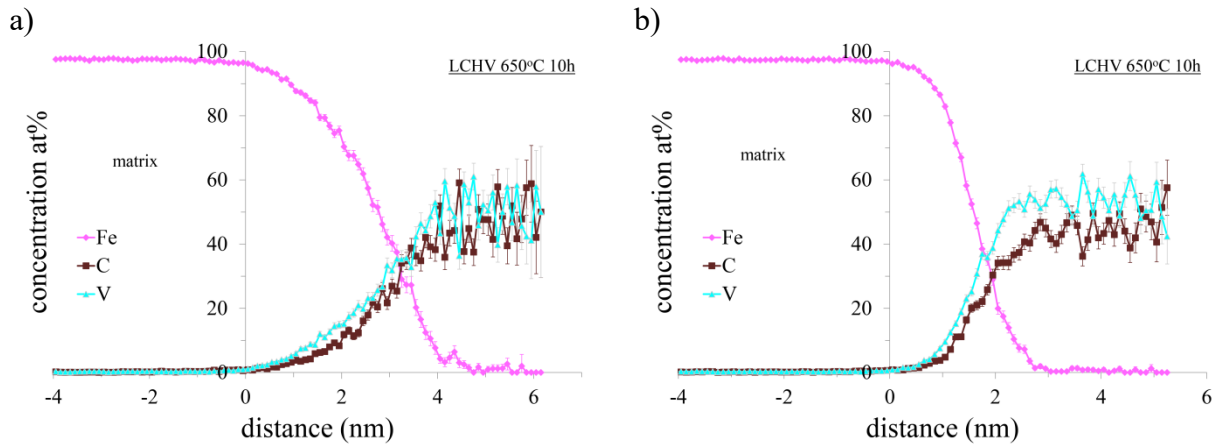 a)
100
LCHV 650°C 10h
80
60
40
20
0
concentration at%
matrix
Fe
C
V
-4
-2
0
2
4
6
distance (nm)
b)
100
LCHV 650°C 10h
80
60
40
20
0
concentration at%
matrix
Fe
C
V
-4
-2
0
2
4
6
distance (nm)